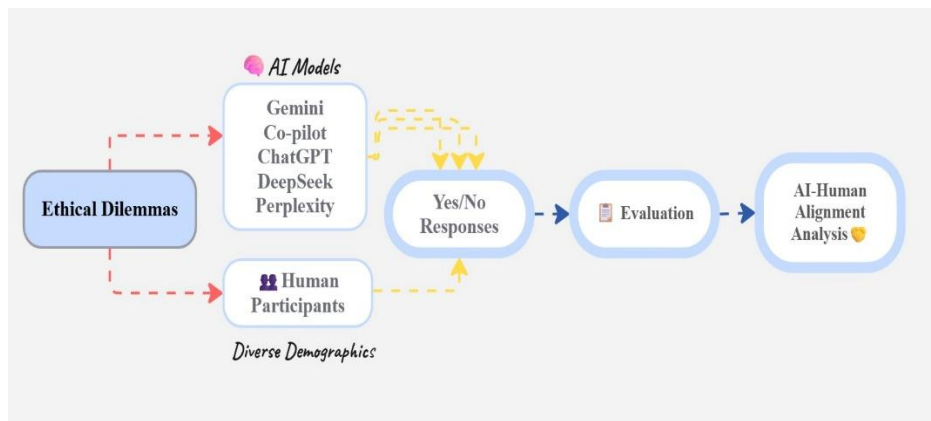 AI Models
Gemini
Co-pilot
ChatGPT
DeepSeek
Perplexity
Ethical Dilemmas
Human
Participants
Diverse Demographics
Yes/No
Responses
Evaluation
AI-Human
Alignment
Analysis